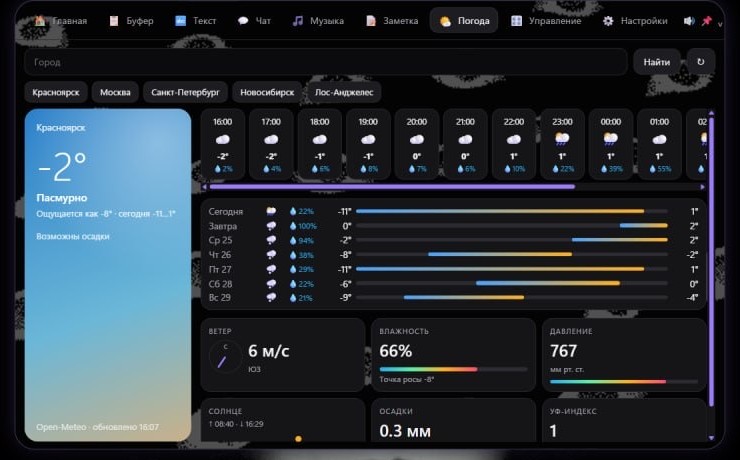 Главная Буфер Текст Чат Музыка Заметка Погода Управление Настройки
Город
Найти
Красноярск Москва Санкт-Петербург Новосибирск Лос-Анджелес
Красноярск
-2°
Пасмурно
Ощущается как -8° · сегодня -11…1°
Возможны осадки
Open-Meteo · обновлено 16:07
16:00 17:00 18:00 19:00 20:00 21:00 22:00 23:00 00:00 01:00 02
-2° -2° -1° -1° 0° 0° -1° -1° 0° 0°
2% 4% 6% 8% 7% 6% 10% 22% 39% 55%
Сегодня 22% -11° 1°
Завтра 100% 0° 2°
Ср 25 94% -2° 2°
Чт 26 38% -8° -2°
Пт 27 29% -11° 1°
Сб 28 22% -6° 0°
Вс 29 21% -9° -4°
ВЕТЕР
С
6 м/с
ЮЗ
ВЛАЖНОСТЬ
66%
Точка росы -8°
ДАВЛЕНИЕ
767
мм рт. ст.
СОЛНЦЕ
↑ 08:40 · ↓ 16:29
ОСАДКИ
0.3 мм
УФ-ИНДЕКС
1